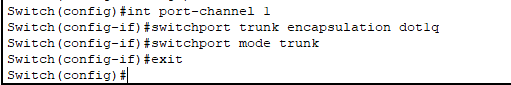 Switch(config)#int port-channel 1
Switch(config-if)#switchport trunk encapsulation dot1q
Switch(config-if)#switchport mode trunk
Switch(config-if)#exit
Switch(config)#